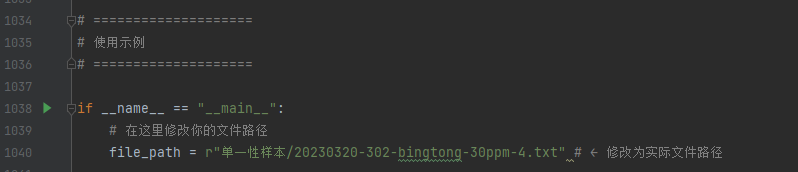 1034 # =====================
1035 # 使用示例
1036 # =====================
1037
1038 if __name__ == "__main__":
1039 # 在这里修改你的文件路径
1040 file_path = r"单一性样本/20230320-302-bingtong-30ppm-4.txt" # ← 修改为实际文件路径